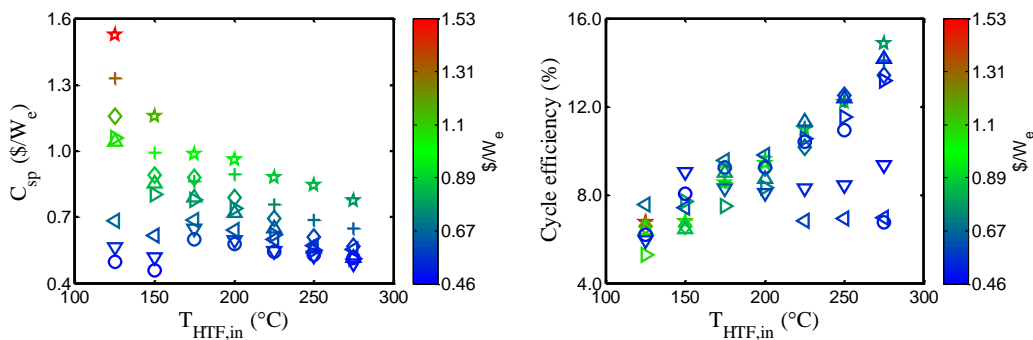 1.6
1.3
1.0
0.7
0.4
C_sp ($/W_e)
100 150 200 250 300
T_HTF,in (°C)
1.53
1.31
1.1
0.89
0.67
0.46
$/W_e
16.0
12.0
8.0
4.0
Cycle efficiency (%)
100 150 200 250 300
T_HTF,in (°C)
1.53
1.31
1.1
0.89
0.67
0.46
$/W_e